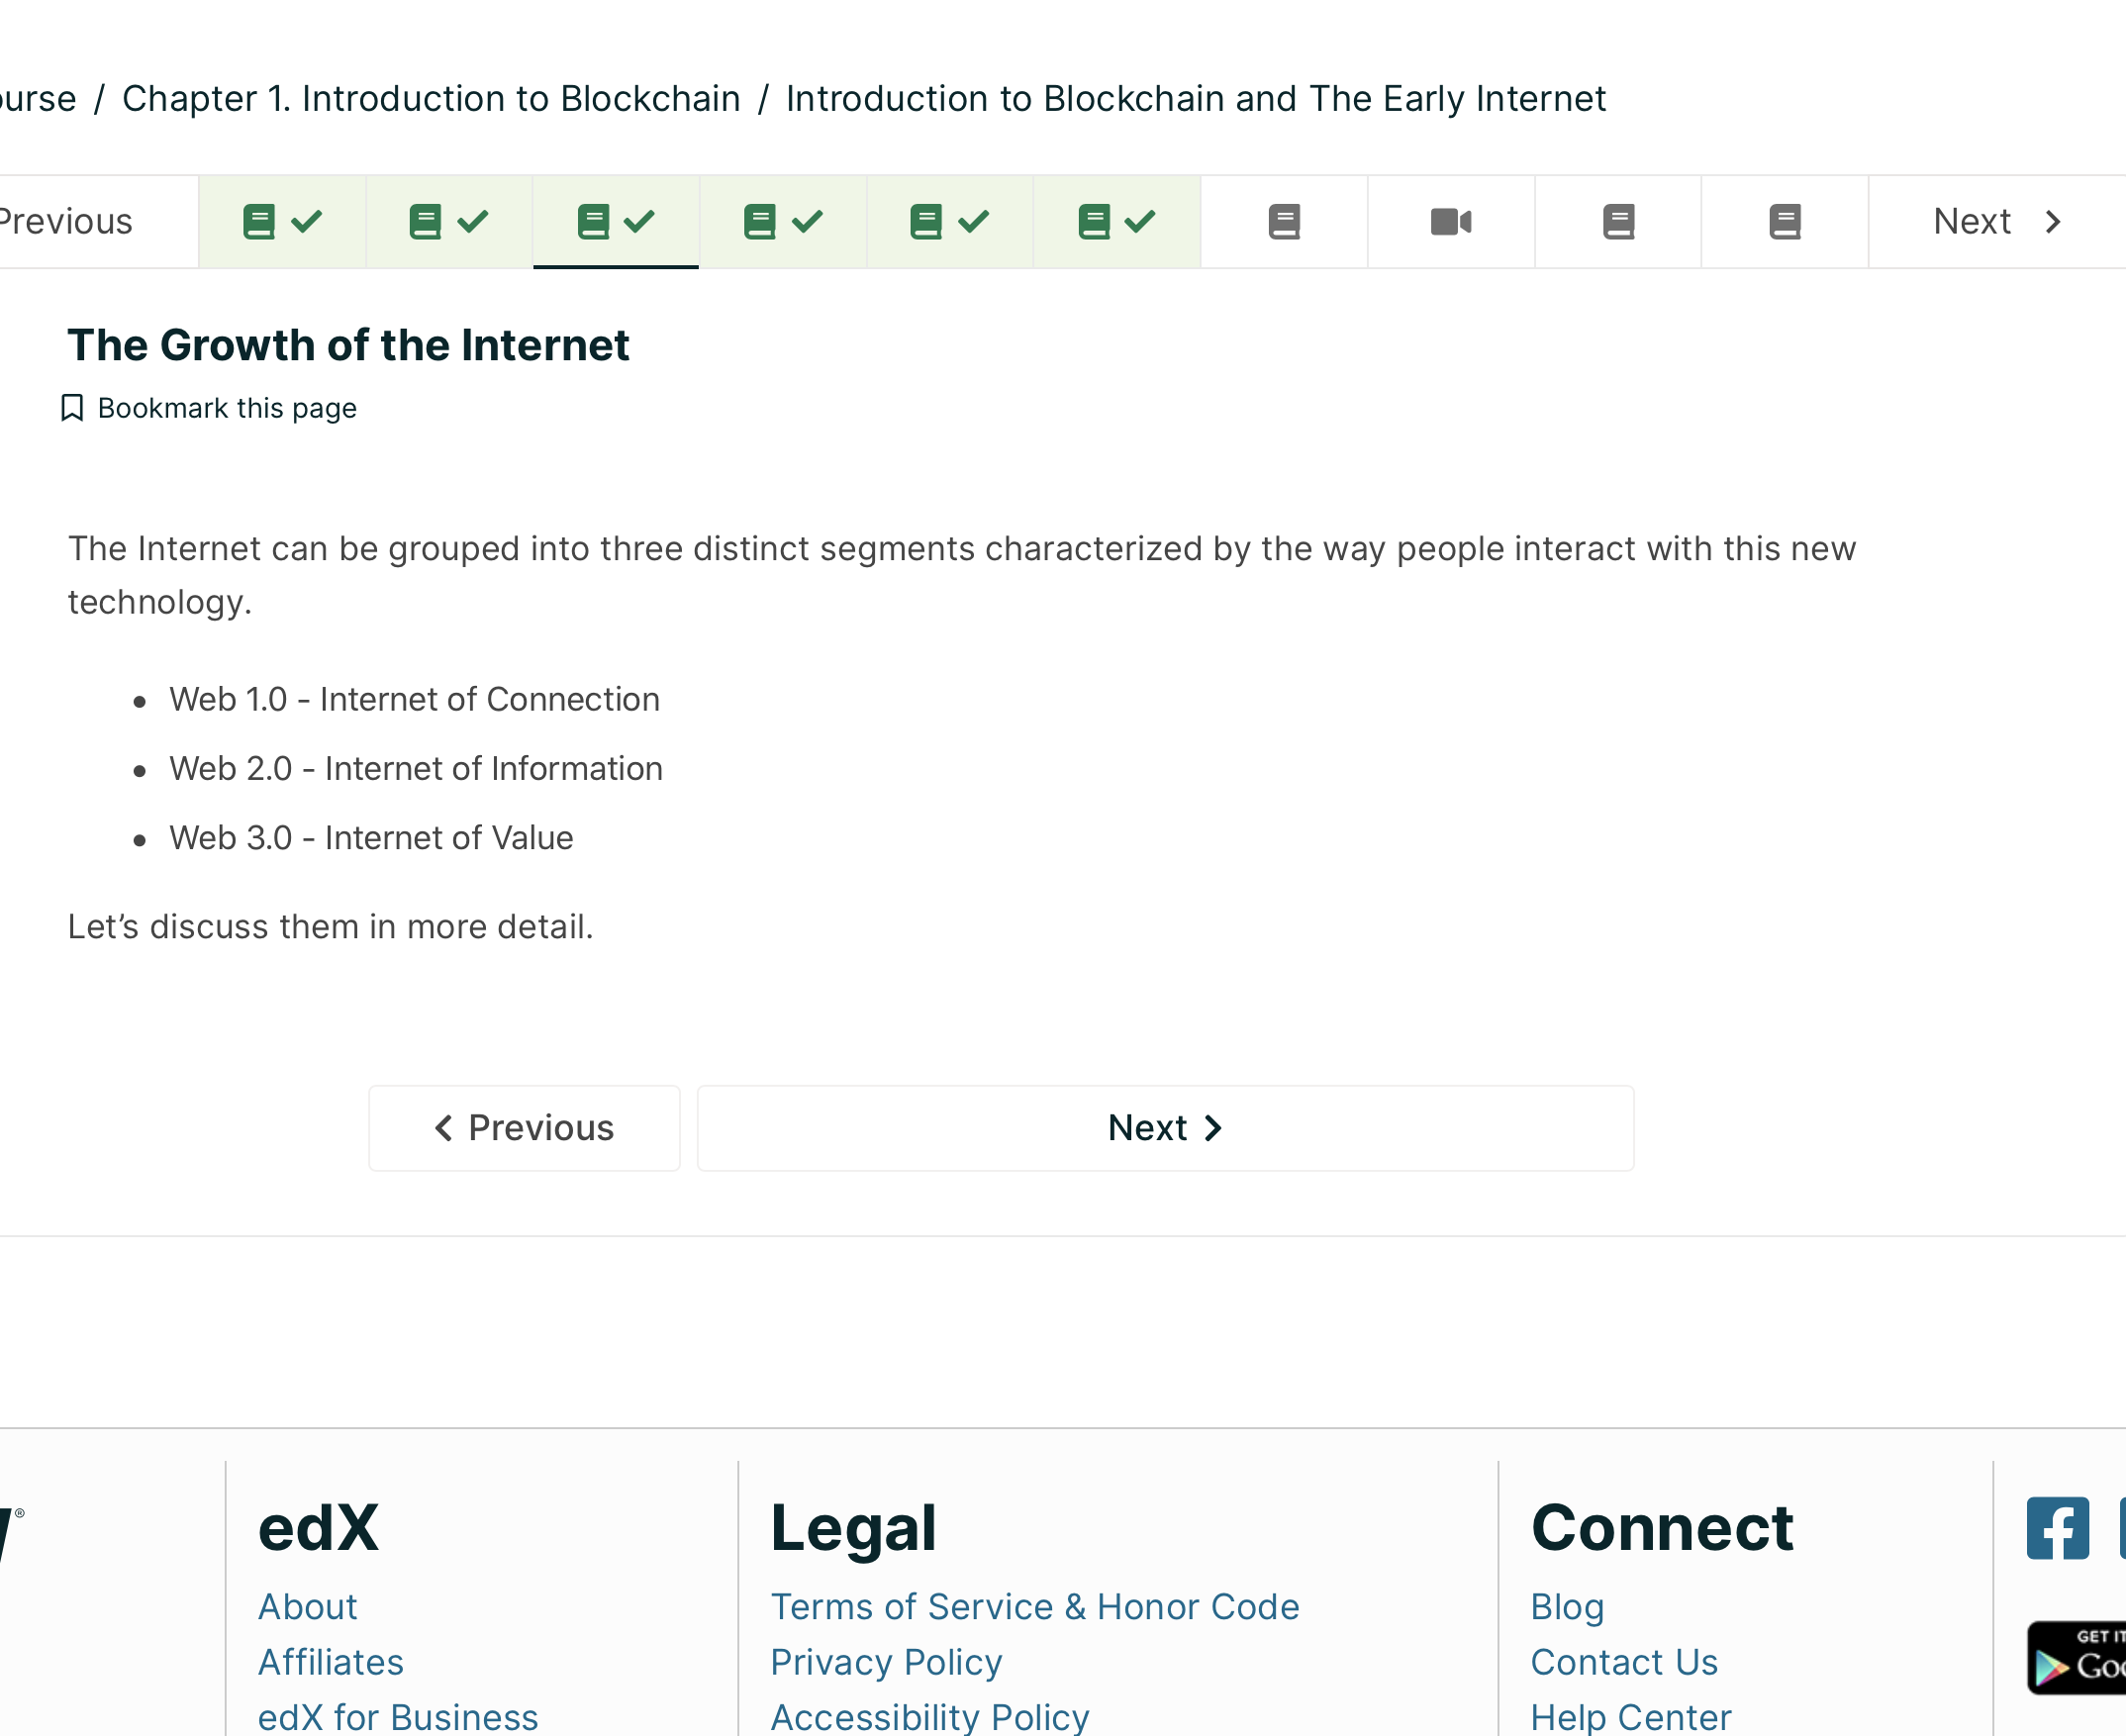 / Chapter 1. Introduction to Blockchain / Introduction to Blockchain and The Early Internet
Previous
Next
The Growth of the Internet
Bookmark this page
The Internet can be grouped into three distinct segments characterized by the way people interact with this new
technology.
• Web 1.0 - Internet of Connection
• Web 2.0 - Internet of Information
• Web 3.0 - Internet of Value
Let’s discuss them in more detail.
Previous
Next
edX
About
Affiliates
edX for Business
Legal
Terms of Service & Honor Code
Privacy Policy
Accessibility Policy
Connect
Blog
Contact Us
Help Center
GET IT